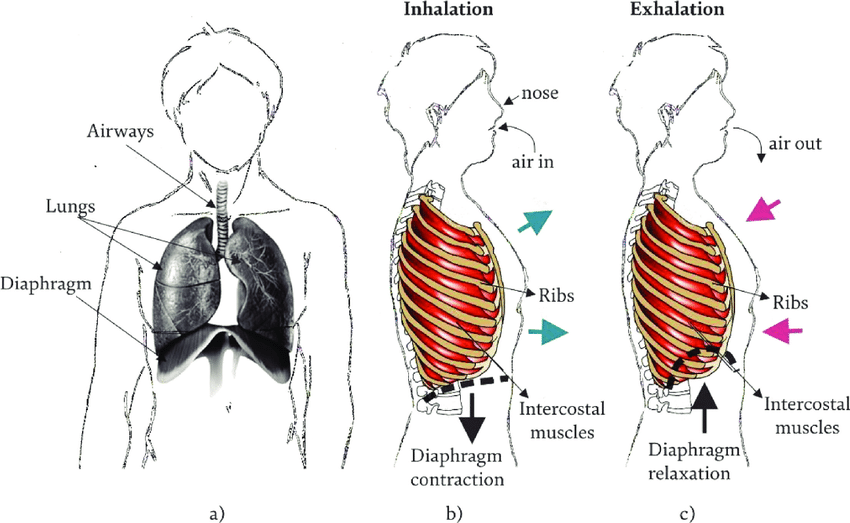 Inhalation
Exhalation
Airways
Lungs
Diaphragm
nose
air in
Ribs
Intercostal
muscles
Diaphragm
contraction
air out
Ribs
Intercostal
muscles
Diaphragm
relaxation
a)
b)
c)